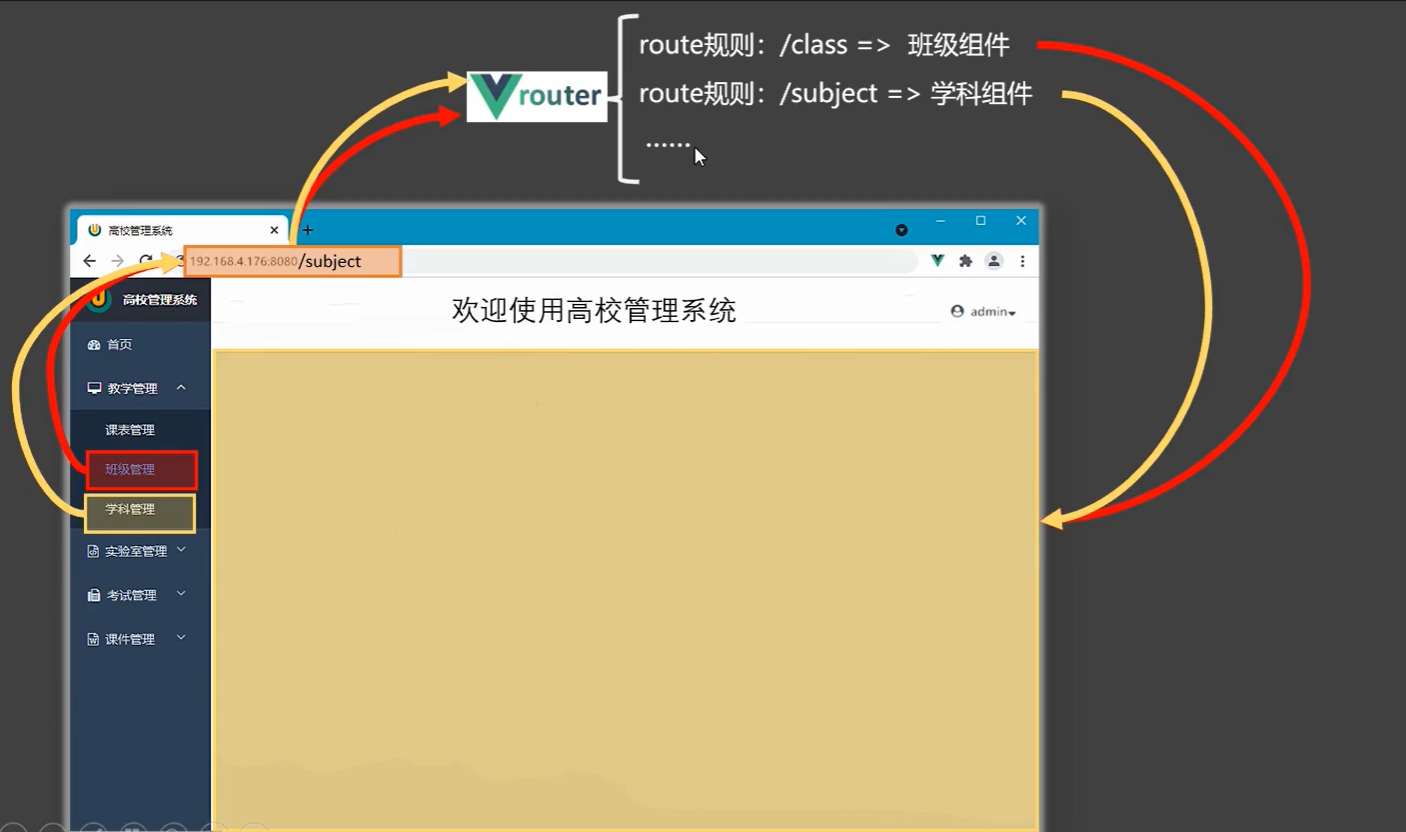 route规则：/class => 班级组件
route规则：/subject => 学科组件
......
router
高校管理系统
192.168.4.176:8080/subject
高校管理系统
欢迎使用高校管理系统
admin
首页
教学管理
课表管理
班级管理
学科管理
实验室管理
考试管理
课件管理